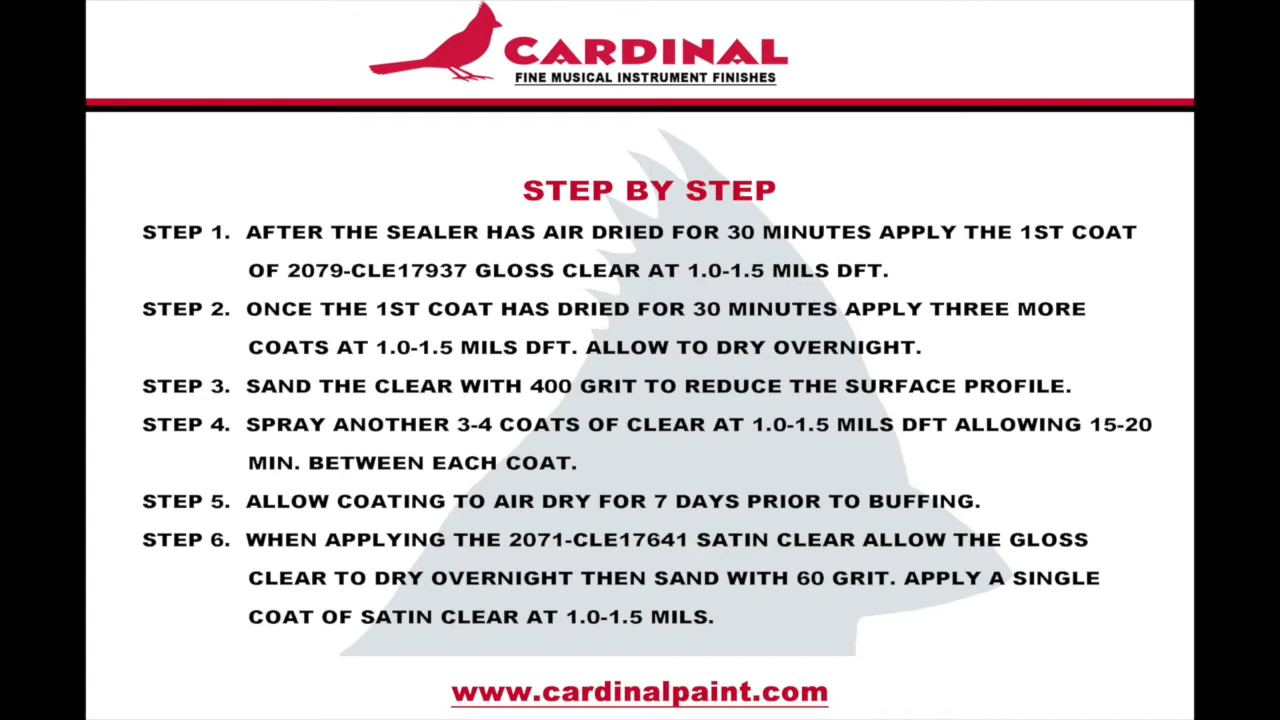 CARDINAL
FINE MUSICAL INSTRUMENT FINISHES
STEP BY STEP
STEP 1. AFTER THE SEALER HAS AIR DRIED FOR 30 MINUTES APPLY THE 1ST COAT
OF 2079-CLE17937 GLOSS CLEAR AT 1.0-1.5 MILS DFT.
STEP 2. ONCE THE 1ST COAT HAS DRIED FOR 30 MINUTES APPLY THREE MORE
COATS AT 1.0-1.5 MILS DFT. ALLOW TO DRY OVERNIGHT.
STEP 3. SAND THE CLEAR WITH 400 GRIT TO REDUCE THE SURFACE PROFILE.
STEP 4. SPRAY ANOTHER 3-4 COATS OF CLEAR AT 1.0-1.5 MILS DFT ALLOWING 15-20
MIN. BETWEEN EACH COAT.
STEP 5. ALLOW COATING TO AIR DRY FOR 7 DAYS PRIOR TO BUFFING.
STEP 6. WHEN APPLYING THE 2071-CLE17641 SATIN CLEAR ALLOW THE GLOSS
CLEAR TO DRY OVERNIGHT THEN SAND WITH 60 GRIT. APPLY A SINGLE
COAT OF SATIN CLEAR AT 1.0-1.5 MILS.
www.cardinalpaint.com